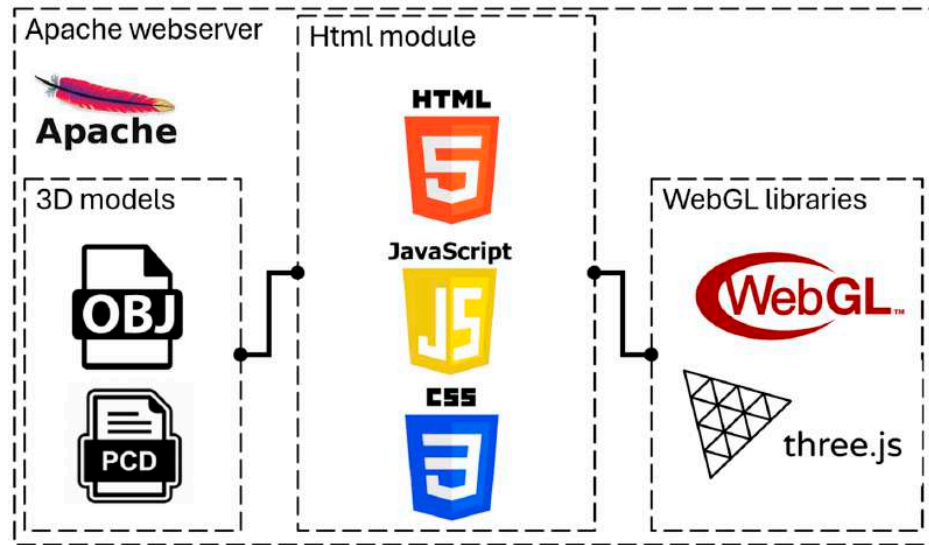 Apache webserver
Apache
3D models
OBJ
PCD
Html module
HTML
5
JavaScript
JS
CSS
3
WebGL libraries
WebGL™
three.js